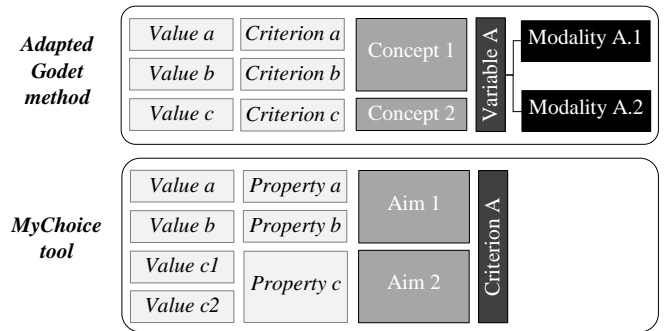 Adapted
Godet
method
Value a
Criterion a
Value b
Criterion b
Value c
Criterion c
Concept 1
Concept 2
Variable A
Modality A.1
Modality A.2
MyChoice
tool
Value a
Property a
Value b
Property b
Value c1
Value c2
Property c
Aim 1
Aim 2
Criterion A